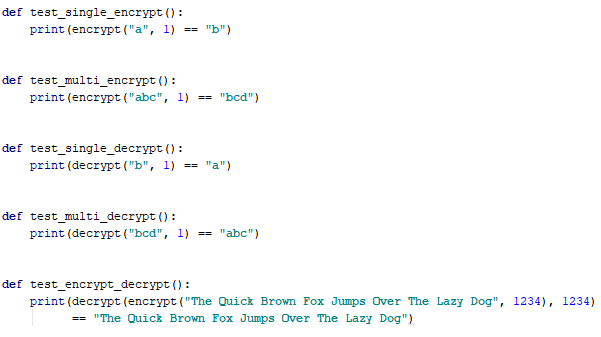 def test_single_encrypt():
    print(encrypt("a", 1) == "b")
def test_multi_encrypt():
    print(encrypt("abc", 1) == "bcd")
def test_single_decrypt():
    print(decrypt("b", 1) == "a")
def test_multi_decrypt():
    print(decrypt("bcd", 1) == "abc")
def test_encrypt_decrypt():
    print(decrypt(encrypt("The Quick Brown Fox Jumps Over The Lazy Dog", 1234), 1234)
          == "The Quick Brown Fox Jumps Over The Lazy Dog")